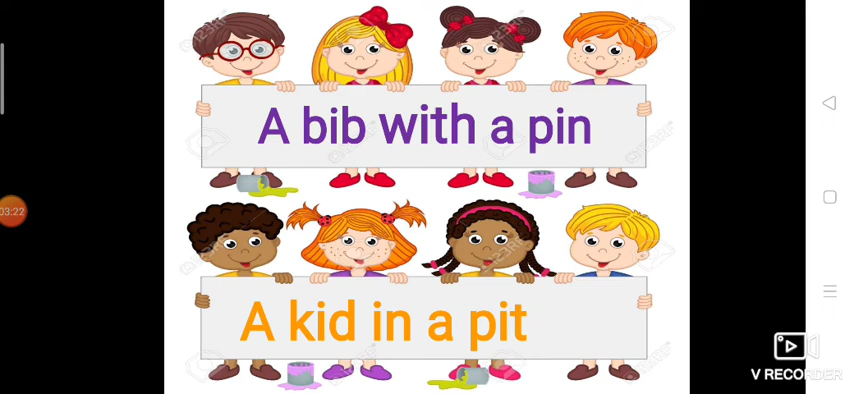 A bib with a pin
A kid in a pit
03:22
V RECORDER